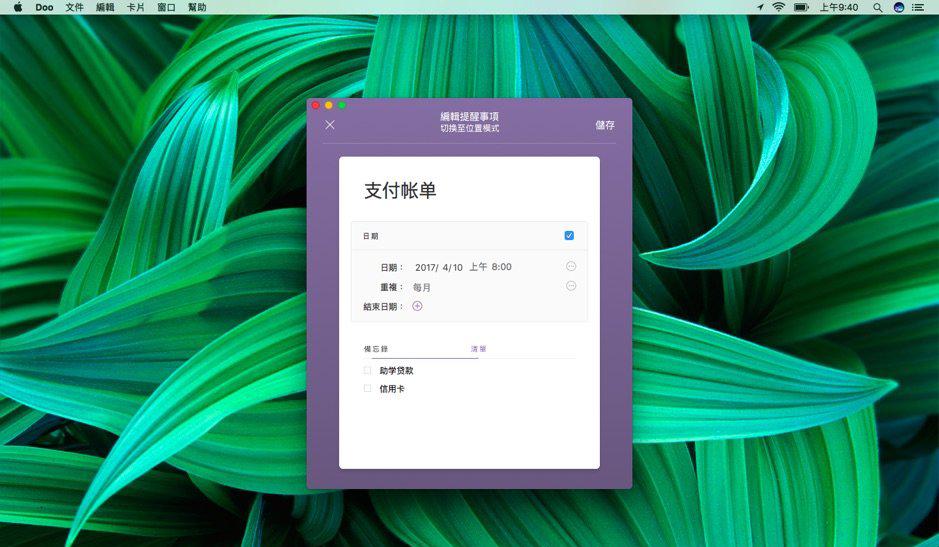 Doo 文件 編輯 卡片 窗口 幫助 上午9:40
編輯提醒事項
切換至位置模式
儲存
支付帐单
日期
日期： 2017/ 4/10 上午 8:00
重複： 每月
結束日期：
備忘錄 清單
助学贷款
信用卡